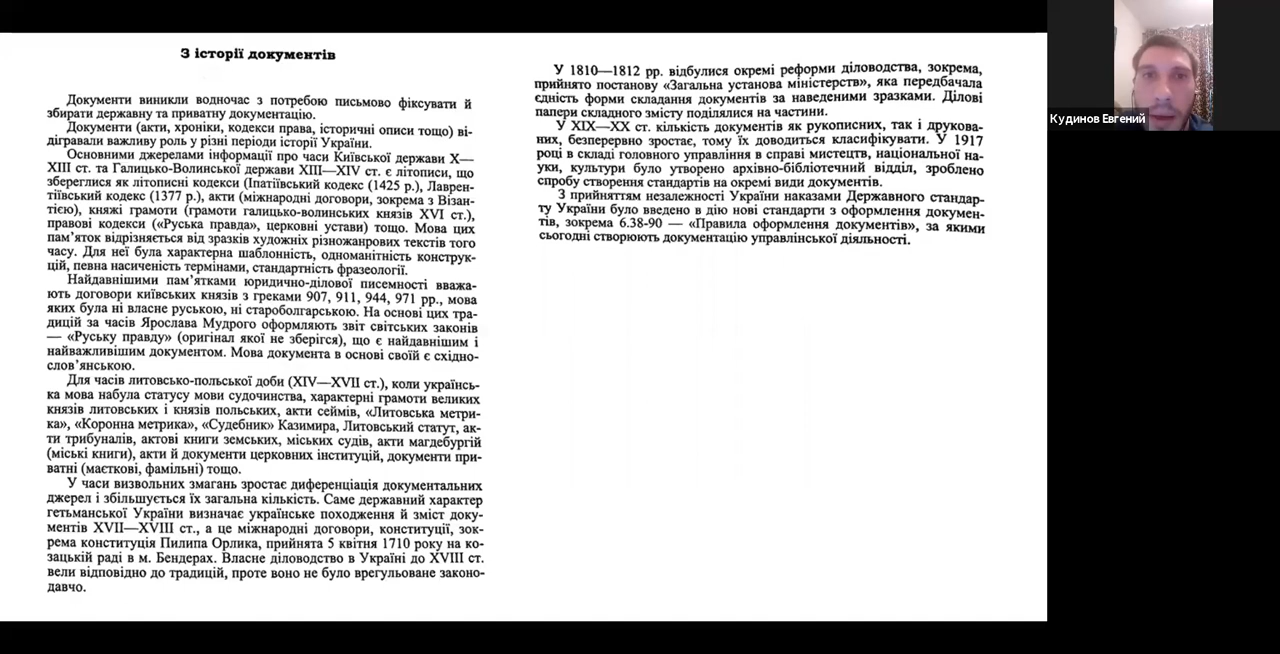 З історії документів
Документи виникли водночас з потребою письмово фіксувати й
збирати державну та приватну документацію.
Документи (акти, хроніки, кодекси права, історичні описи тощо) ві-
дігравали важливу роль у різні періоди історії України.
Основними джерелами інформації про часи Київської держави X—
XIII ст. та Галицько-Волинської держави XIII—XIV ст. є літописи, що
збереглися як літописні кодекси (Іпатіївський кодекс (1425 р.), Лаврен-
тіївський кодекс (1377 р.), акти (міжнародні договори, зокрема з Візан-
тією), княжі грамоти (грамоти галицько-волинських князів XVI ст.),
правові кодекси («Руська правда», церковні устави) тощо. Мова цих
пам’яток відрізняється від зразків художніх різножанрових текстів того
часу. Для неї була характерна шаблонність, одноманітність конструк-
цій, певна насиченість термінами, стандартність фразеології.
Найдавнішими пам’ятками юридично-ділової писемності вважа-
ють договори київських князів з греками 907, 911, 944, 971 рр., мова
яких була ні власне руською, ні староболгарською. На основі цих тра-
дицій за часів Ярослава Мудрого оформляють звіт світських законів
— «Руську правду» (оригінал якої не зберігся), що є найдавнішим і
найважливішим документом. Мова документа в основі своїй є східно-
слов’янською.
Для часів литовсько-польської доби (XIV—XVII ст.), коли українсь-
ка мова набула статусу мови судочинства, характерні грамоти великих
князів литовських і князів польських, акти сеймів, «Литовська метри-
ка», «Коронна метрика», «Судебник» Казимира, Литовський статут, ак-
ти трибуналів, актові книги земських, міських судів, акти магдебургій
(міські книги), акти й документи церковних інституцій, документи при-
ватні (маєткові, фамільні) тощо.
У часи визвольних змагань зростає диференціація документальних
джерел і збільшується їх загальна кількість. Саме державний характер
гетьманської України визначає українське походження й зміст доку-
ментів XVII—XVIII ст., а це міжнародні договори, конституції, зок-
рема конституція Пилипа Орлика, прийнята 5 квітня 1710 року на ко-
зацькій раді в м. Бендерах. Власне діловодство в Україні до XVIII ст.
вели відповідно до традицій, проте воно не було врегульоване законо-
давчо.
У 1810—1812 рр. відбулися окремі реформи діловодства, зокрема,
прийнято постанову «Загальна установа міністерств», яка передбачала
єдність форми складання документів за наведеними зразками. Ділові
папери складного змісту поділялися на частини.
У XIX—XX ст. кількість документів як рукописних, так і друкова-
них, безперервно зростає, тому їх доводиться класифікувати. У 1917
році в складі головного управління в справі мистецтв, національної на-
уки, культури було утворено архівно-бібліотечний відділ, зроблено
спробу створення стандартів на окремі види документів.
З прийняттям незалежності України наказами Державного стандар-
ту України було введено в дію нові стандарти з оформлення докумен-
тів, зокрема 6.38-90 — «Правила оформлення документів», за якими
сьогодні створюють документацію управлінської діяльності.
Кудинов Евгений